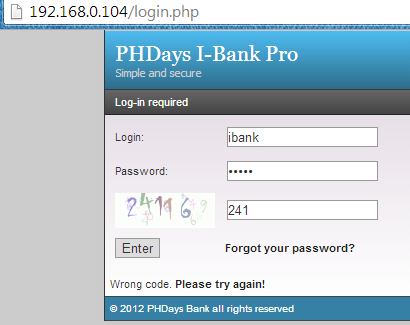 192.168.0.104/login.php
PHDays I-Bank Pro
Simple and secure
Log-in required
Login: ibank
Password: •••••
241
Enter Forgot your password?
Wrong code. Please try again!
© 2012 PHDays Bank all rights reserved